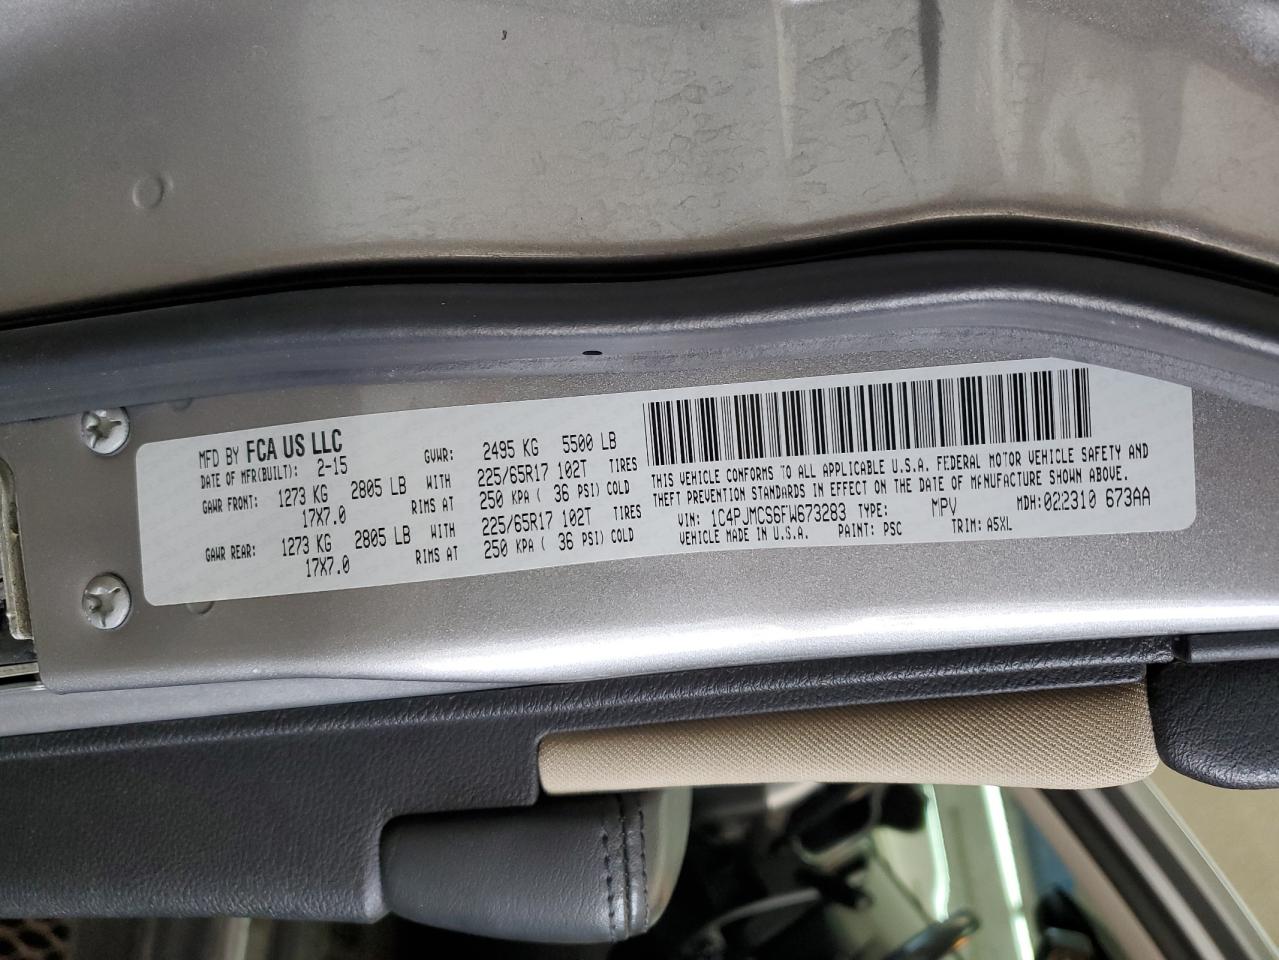 MFD BY FCA US LLC
DATE OF MFR(BUILT): 2-15 GVWR: 2495 KG 5500 LB
GAWR FRONT: 1273 KG 2805 LB WITH 225/65R17 102T TIRES
17X7.0 RIMS AT 250 KPA ( 36 PSI) COLD
GAWR REAR: 1273 KG 2805 LB WITH 225/65R17 102T TIRES
17X7.0 RIMS AT 250 KPA ( 36 PSI) COLD
THIS VEHICLE CONFORMS TO ALL APPLICABLE U.S.A. FEDERAL MOTOR VEHICLE SAFETY AND
THEFT PREVENTION STANDARDS IN EFFECT ON THE DATE OF MANUFACTURE SHOWN ABOVE.
VIN: 1C4PJMCS6FW673283 TYPE: MPV MDH: 022310 673AA
VEHICLE MADE IN U.S.A. PAINT: PSC TRIM: A5XL